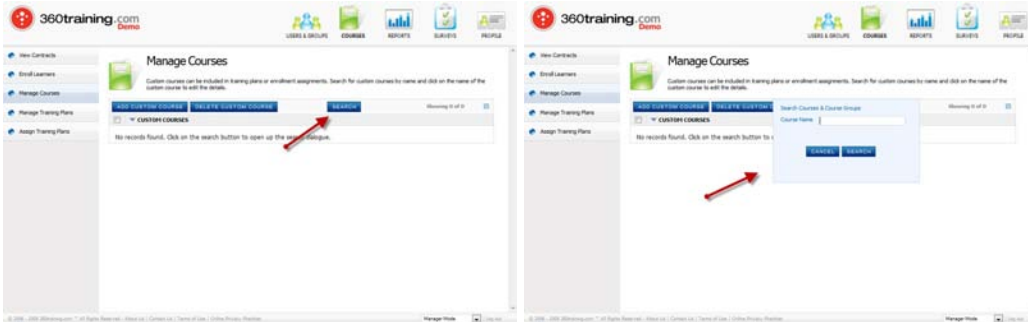 360training.com
Demo
USERS & GROUPS COURSES REPORTS SURVEYS PROFILE
View Contracts
Enroll Learners
Manage Courses
Manage Training Plans
Assign Training Plans
Manage Courses
Custom courses can be included in training plans or enrollment assignments. Search for custom courses by name and click on the name of the
custom course to edit the details.
ADD CUSTOM COURSE DELETE CUSTOM COURSE SEARCH Showing 0 of 0
CUSTOM COURSES
No records found. Click on the search button to open up the search dialogue.
Manager Mode Log out
360training.com
Demo
USERS & GROUPS COURSES REPORTS SURVEYS PROFILE
View Contracts
Enroll Learners
Manage Courses
Manage Training Plans
Assign Training Plans
Manage Courses
Custom courses can be included in training plans or enrollment assignments. Search for custom courses by name and click on the name of the
custom course to edit the details.
ADD CUSTOM COURSE DELETE CUSTOM Showing 0 of 0
CUSTOM COURSES
No records found. Click on the search button to
Search Courses & Course Groups
Course Name
CANCEL SEARCH
Manager Mode Log out